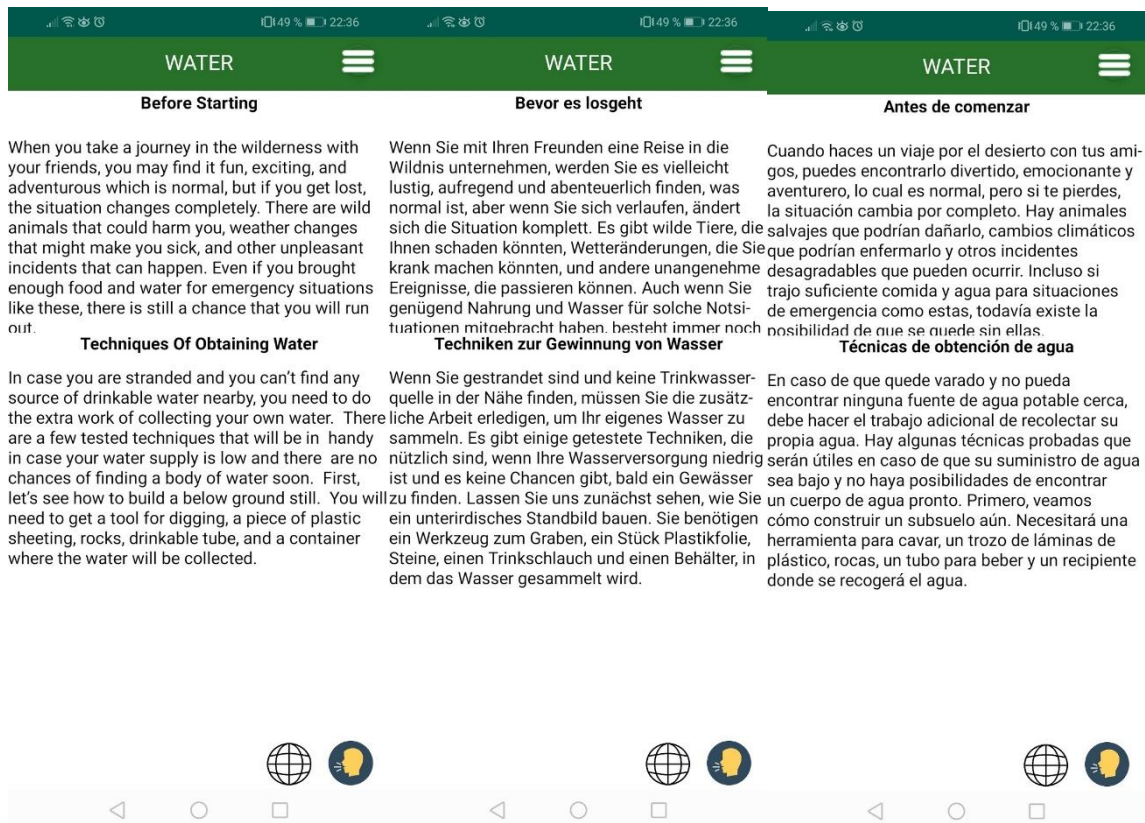 49 % 22:36
WATER
Before Starting
When you take a journey in the wilderness with
your friends, you may find it fun, exciting, and
adventurous which is normal, but if you get lost,
the situation changes completely. There are wild
animals that could harm you, weather changes
that might make you sick, and other unpleasant
incidents that can happen. Even if you brought
enough food and water for emergency situations
like these, there is still a chance that you will run
out.
Techniques Of Obtaining Water
In case you are stranded and you can’t find any
source of drinkable water nearby, you need to do
the extra work of collecting your own water. There
are a few tested techniques that will be in handy
in case your water supply is low and there are no
chances of finding a body of water soon. First,
let’s see how to build a below ground still. You will
need to get a tool for digging, a piece of plastic
sheeting, rocks, drinkable tube, and a container
where the water will be collected.
49 % 22:36
WATER
Bevor es losgeht
Wenn Sie mit Ihren Freunden eine Reise in die
Wildnis unternehmen, werden Sie es vielleicht
lustig, aufregend und abenteuerlich finden, was
normal ist, aber wenn Sie sich verlaufen, ändert
sich die Situation komplett. Es gibt wilde Tiere, die
Ihnen schaden könnten, Wetteränderungen, die Sie
krank machen könnten, und andere unangenehme
Ereignisse, die passieren können. Auch wenn Sie
genügend Nahrung und Wasser für solche Notsi-
tuationen mitgebracht haben, besteht immer noch
Techniken zur Gewinnung von Wasser
Wenn Sie gestrandet sind und keine Trinkwasser-
quelle in der Nähe finden, müssen Sie die zusätz-
liche Arbeit erledigen, um Ihr eigenes Wasser zu
sammeln. Es gibt einige getestete Techniken, die
nützlich sind, wenn Ihre Wasserversorgung niedrig
ist und es keine Chancen gibt, bald ein Gewässer
zu finden. Lassen Sie uns zunächst sehen, wie Sie
ein unterirdisches Standbild bauen. Sie benötigen
ein Werkzeug zum Graben, ein Stück Plastikfolie,
Steine, einen Trinkschlauch und einen Behälter, in
dem das Wasser gesammelt wird.
49 % 22:36
WATER
Antes de comenzar
Cuando haces un viaje por el desierto con tus ami-
gos, puedes encontrarlo divertido, emocionante y
aventurero, lo cual es normal, pero si te pierdes,
la situación cambia por completo. Hay animales
salvajes que podrían dañarlo, cambios climáticos
que podrían enfermarlo y otros incidentes
desagradables que pueden ocurrir. Incluso si
trajo suficiente comida y agua para situaciones
de emergencia como estas, todavía existe la
posibilidad de que se quede sin ellas.
Técnicas de obtención de agua
En caso de que quede varado y no pueda
encontrar ninguna fuente de agua potable cerca,
debe hacer el trabajo adicional de recolectar su
propia agua. Hay algunas técnicas probadas que
serán útiles en caso de que su suministro de agua
sea bajo y no haya posibilidades de encontrar
un cuerpo de agua pronto. Primero, veamos
cómo construir un subsuelo aún. Necesitará una
herramienta para cavar, un trozo de láminas de
plástico, rocas, un tubo para beber y un recipiente
donde se recogerá el agua.